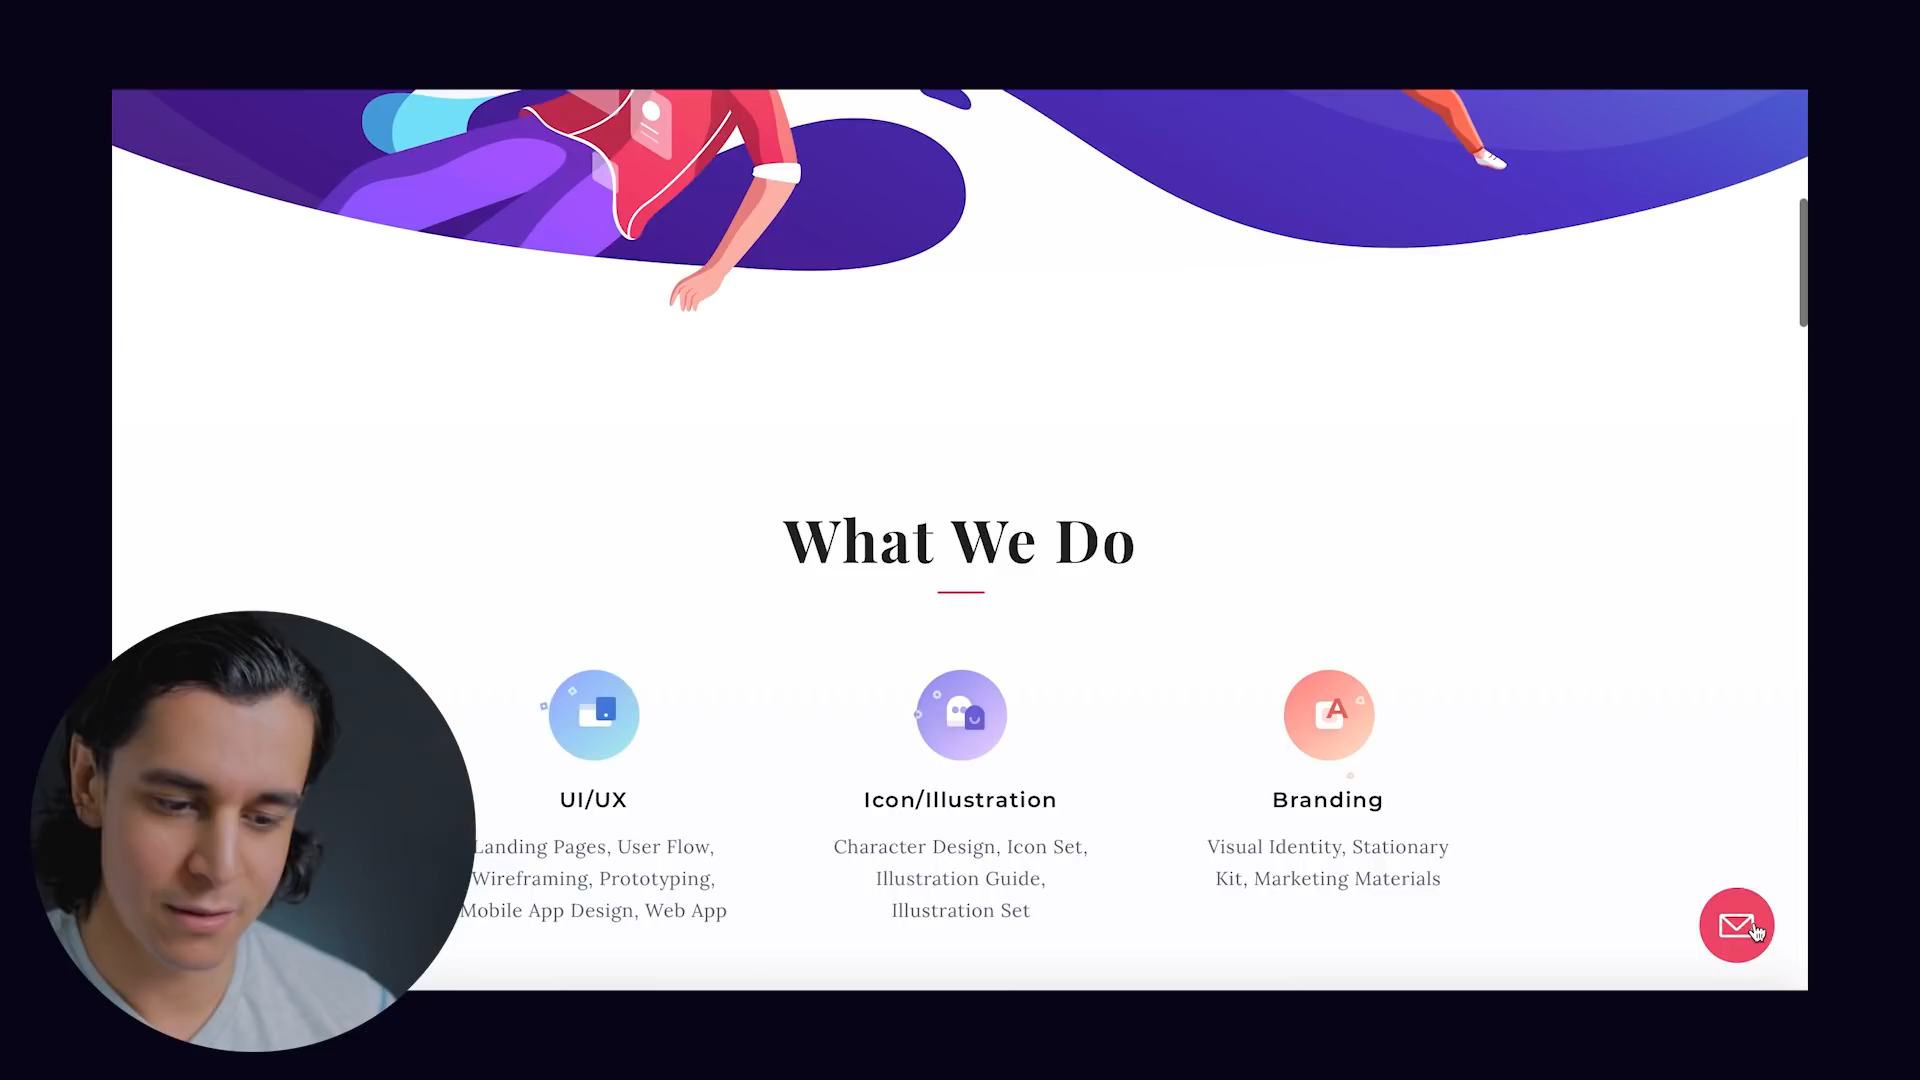 What We Do
UI/UX
Landing Pages, User Flow,
Wireframing, Prototyping,
Mobile App Design, Web App
Icon/Illustration
Character Design, Icon Set,
Illustration Guide,
Illustration Set
A
Branding
Visual Identity, Stationary
Kit, Marketing Materials